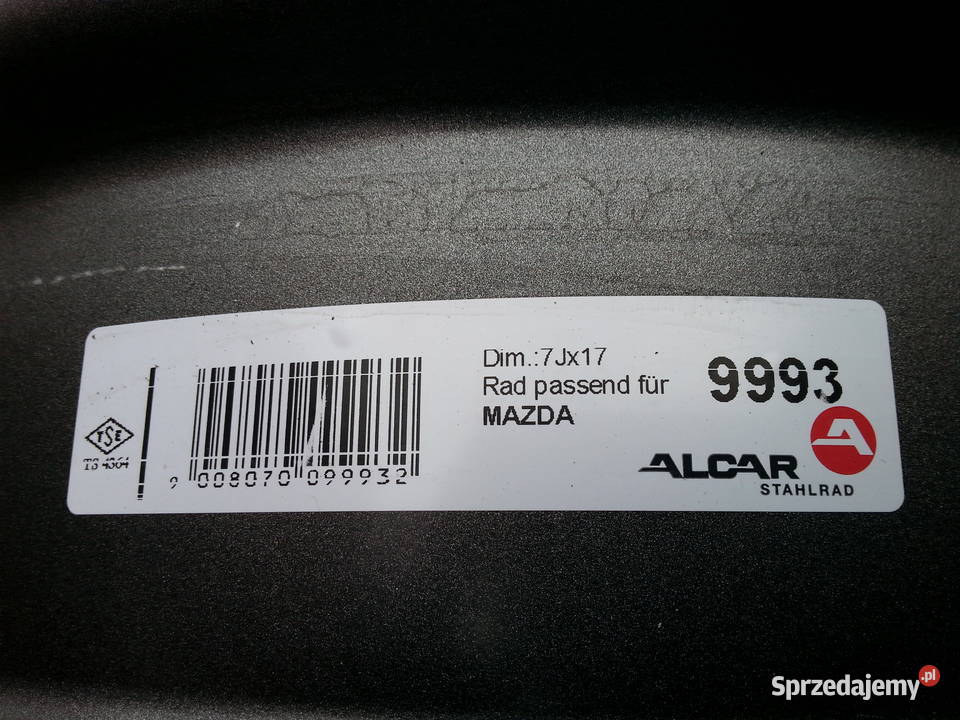 Dim.:7Jx17
Rad passend für
MAZDA
9993
TSE
TS 4364
9 008070 099932
ALCAR
STAHLRAD
Sprzedajemy.pl